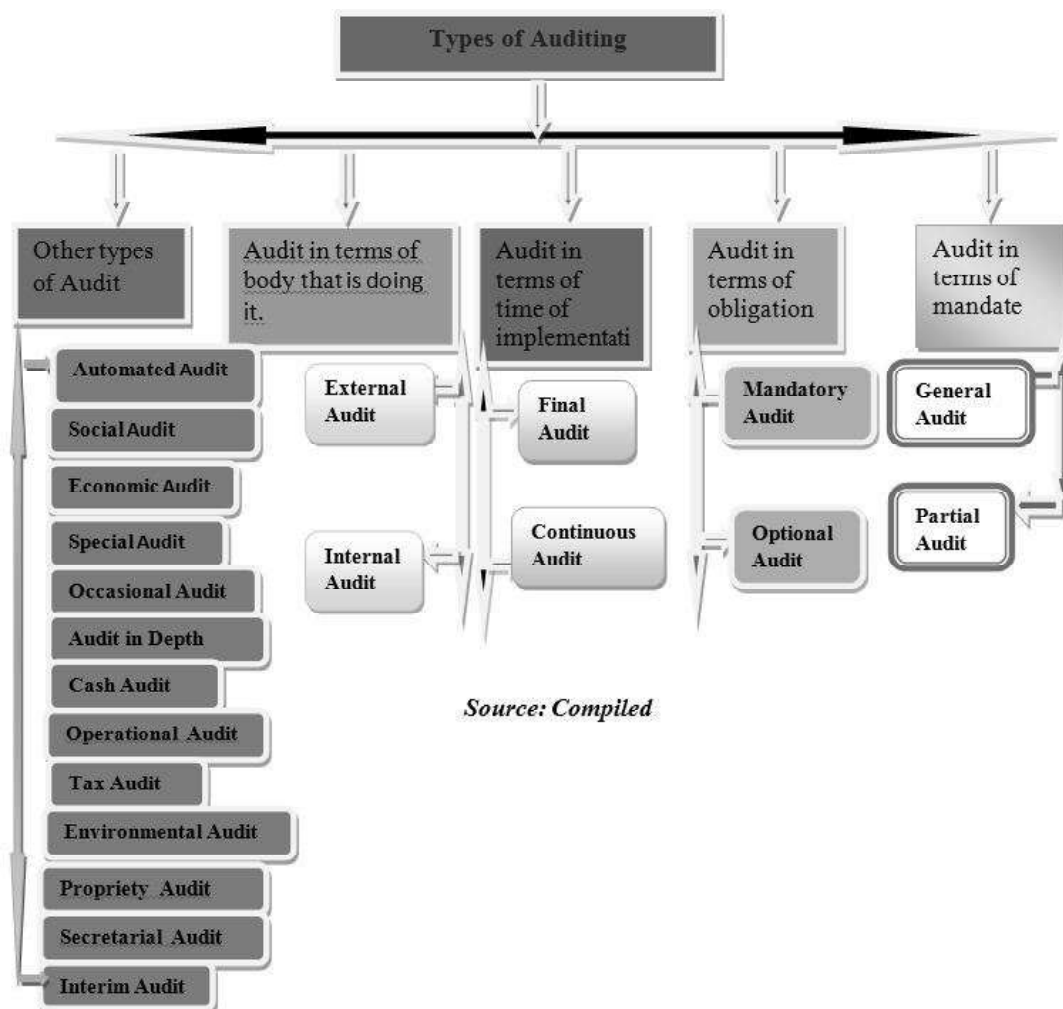 Types of Auditing
Other types
of Audit
Audit in terms of
body that is doing
it.
Audit in
terms of
time of
implementati
Audit in
terms of
obligation
Audit in
terms of
mandate
Automated Audit
Social Audit
Economic Audit
Special Audit
Occasional Audit
Audit in Depth
Cash Audit
Operational Audit
Tax Audit
Environmental Audit
Propriety Audit
Secretarial Audit
Interim Audit
External
Audit
Internal
Audit
Final
Audit
Continuous
Audit
Mandatory
Audit
Optional
Audit
General
Audit
Partial
Audit
Source: Compiled